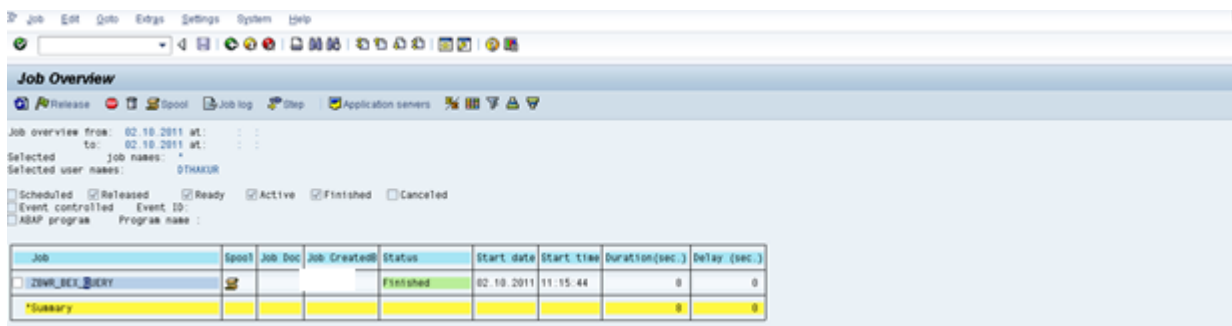 Job Edit Goto Extras Settings System Help
Job Overview
Release Spool Job log Step Application servers
Job overview from: 02.10.2011 at: : :
to: 02.10.2011 at: : :
Selected job names: *
Selected user names: DTHAKUR
Scheduled Released Ready Active Finished Canceled
Event controlled Event ID:
ABAP program Program name :
Job Spool Job Doc Job CreatedB Status Start date Start time Duration(sec.) Delay (sec.)
ZBWR_BEX_QUERY Finished 02.10.2011 11:15:44 0 0
*Summary 0 0